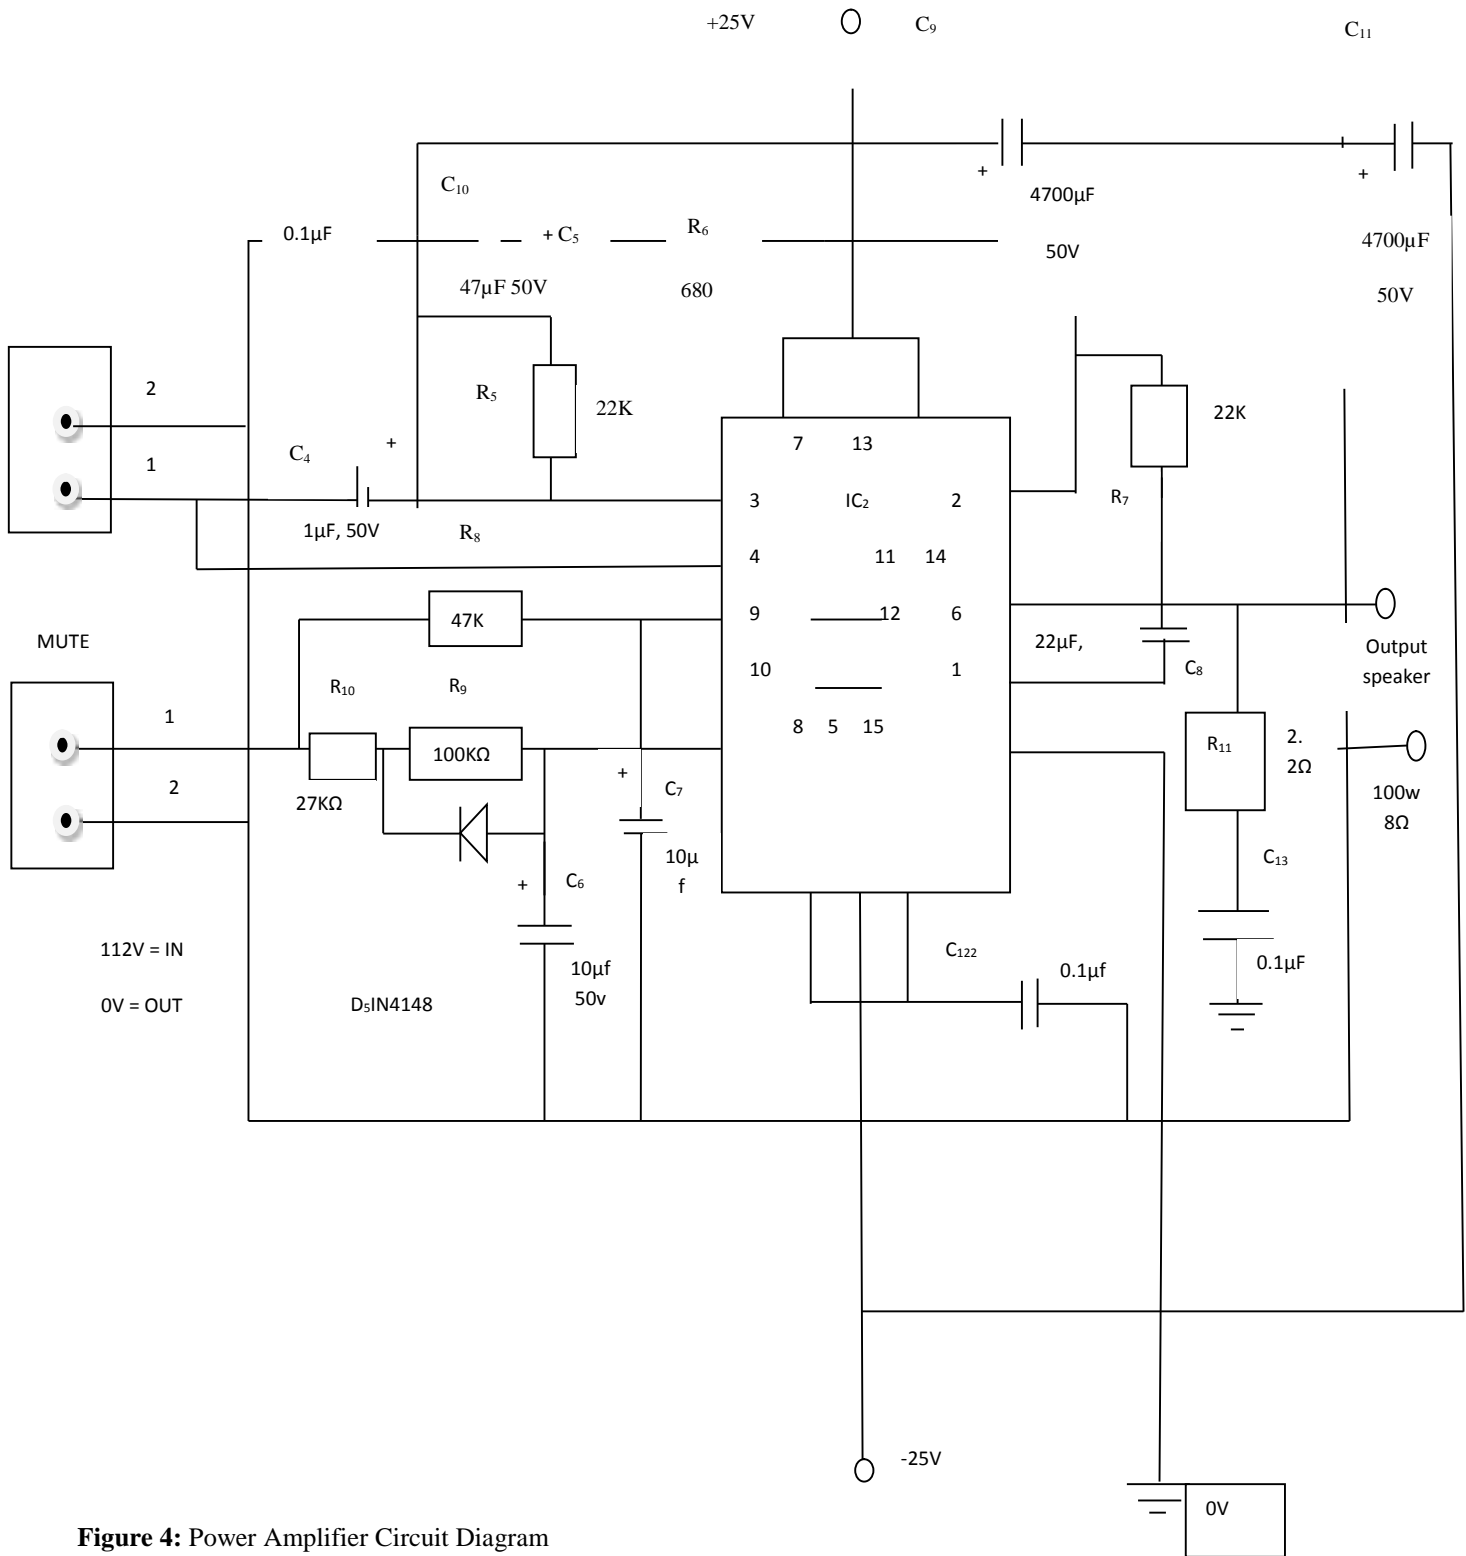 +25V
C₉
C₁₁
C₁₀
+
4700µF
+
0.1µF
+ C₅
R₆
50V
4700µF
47µF 50V
680
50V
2
R₅
22K
22K
1
C₄
+
7 13
R₇
3 IC₂ 2
1µF, 50V
R₈
4 11 14
47K
9 12 6
MUTE
22µF,
Output
speaker
10 1
C₈
R₁₀
R₉
1
8 5 15
R₁₁
2.
2Ω
100KΩ
+
C₇
2
27KΩ
100w
8Ω
10µ
f
C₁₃
+
C₆
112V = IN
C₁₂₂
0.1µf
0.1µF
10µf
50v
0V = OUT
D₅IN4148
-25V
0V
Figure 4: Power Amplifier Circuit Diagram